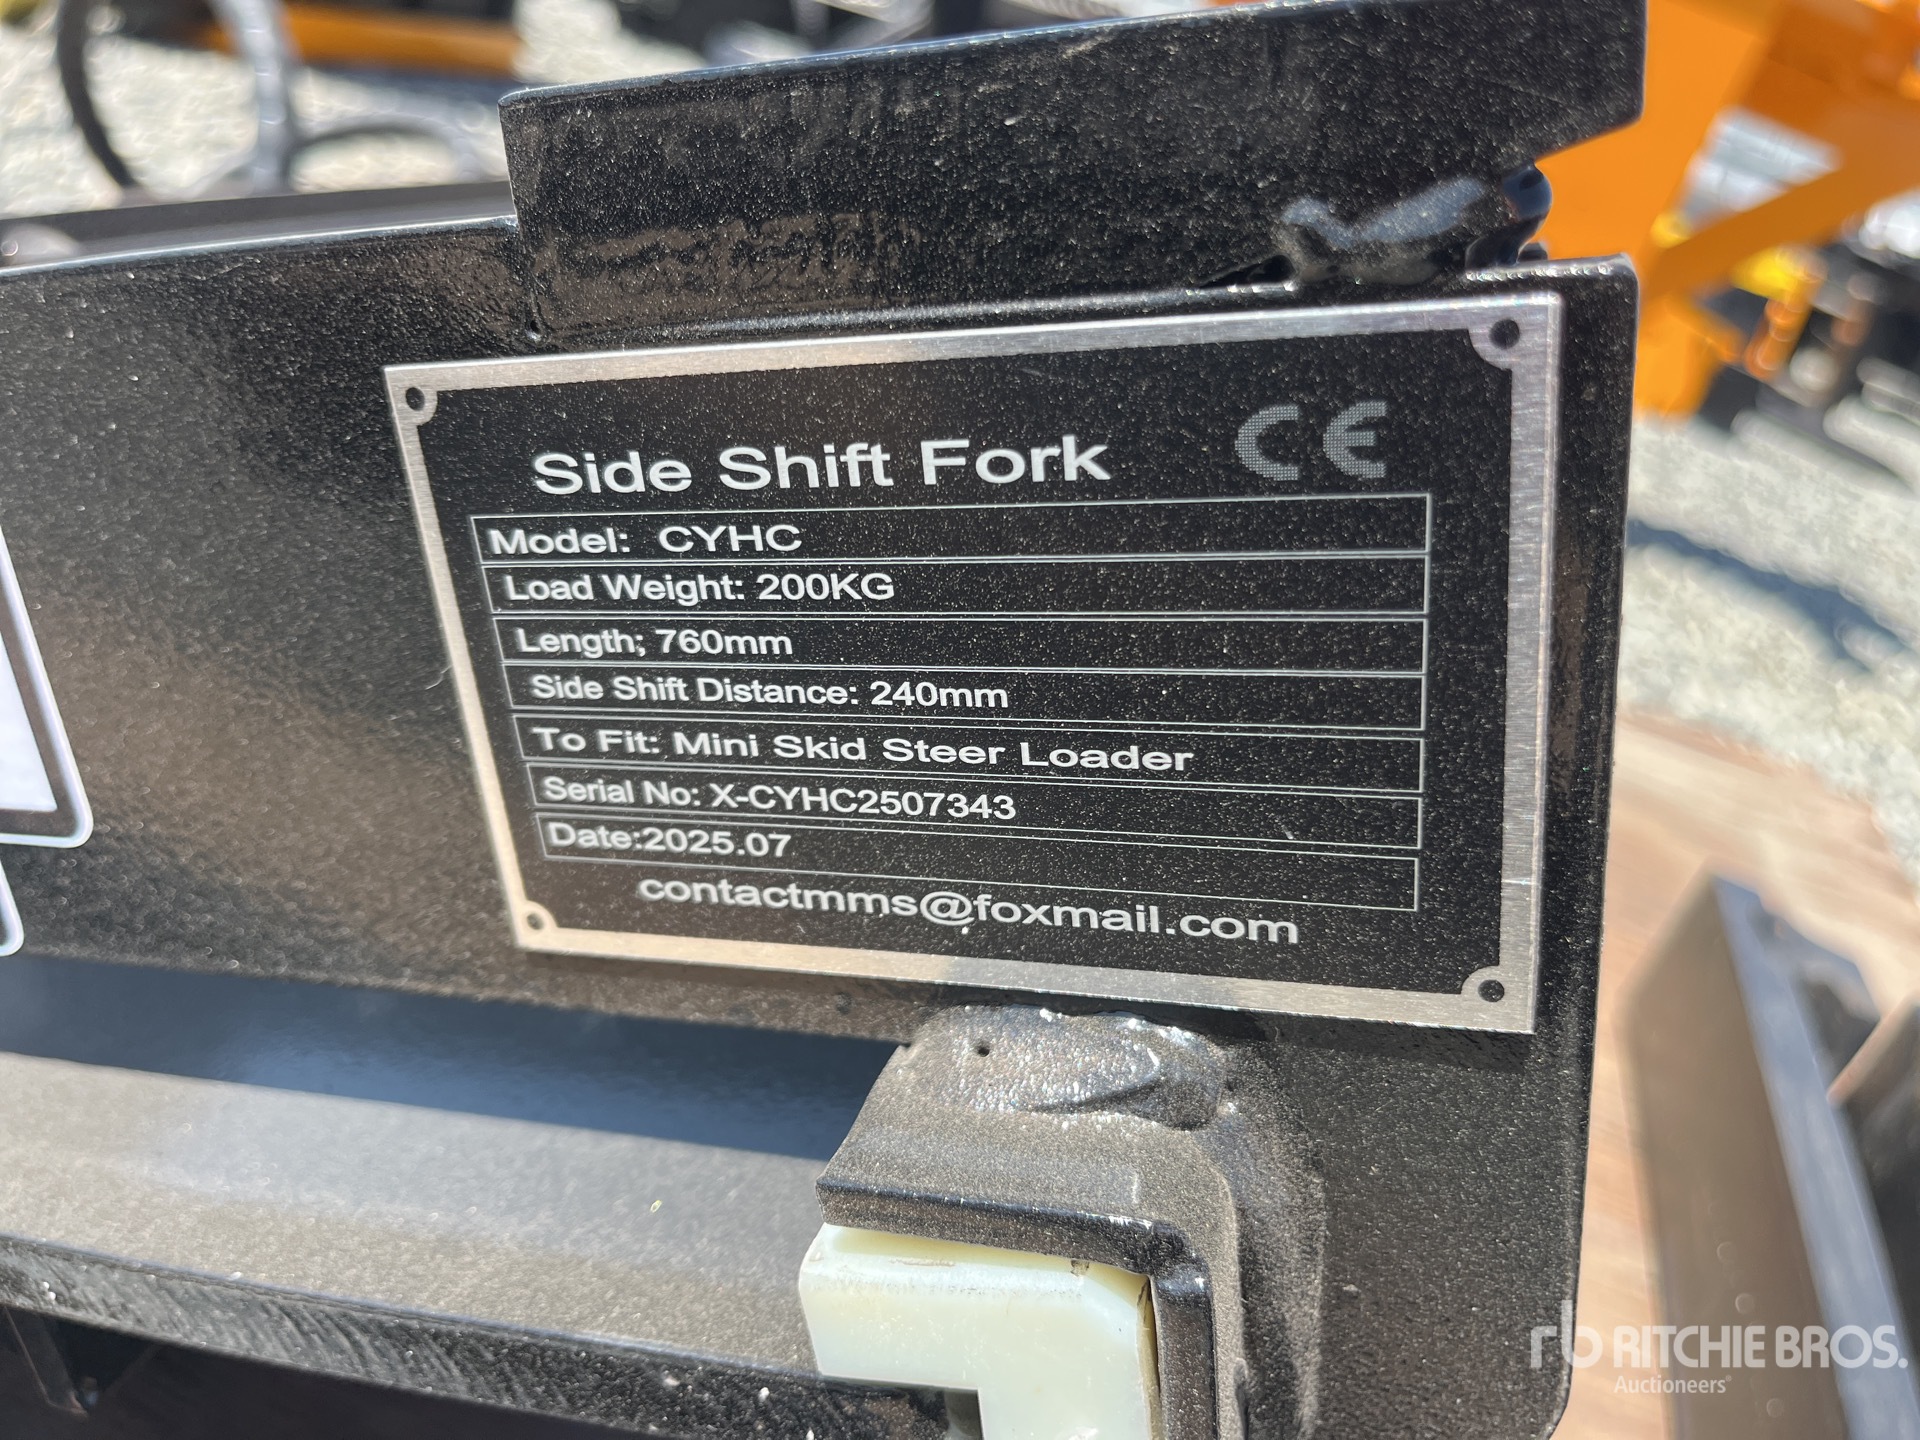 Side Shift Fork CE
Model: CYHC
Load Weight: 200KG
Length; 760mm
Side Shift Distance: 240mm
To Fit: Mini Skid Steer Loader
Serial No: X-CYHC2507343
Date:2025.07
contactmms@foxmail.com
rb RITCHIE BROS.
Auctioneers